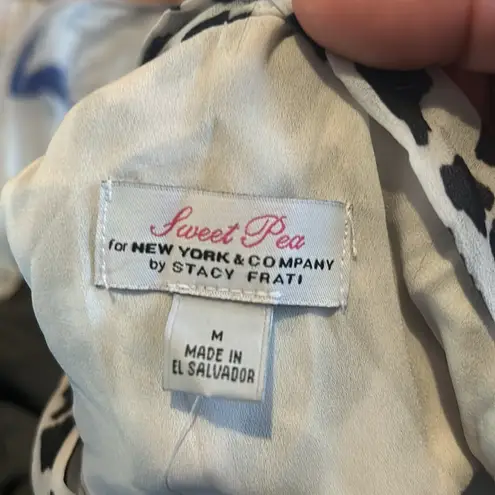 Sweet Pea
for NEW YORK & COMPANY
by STACY FRATI
M
MADE IN
EL SALVADOR